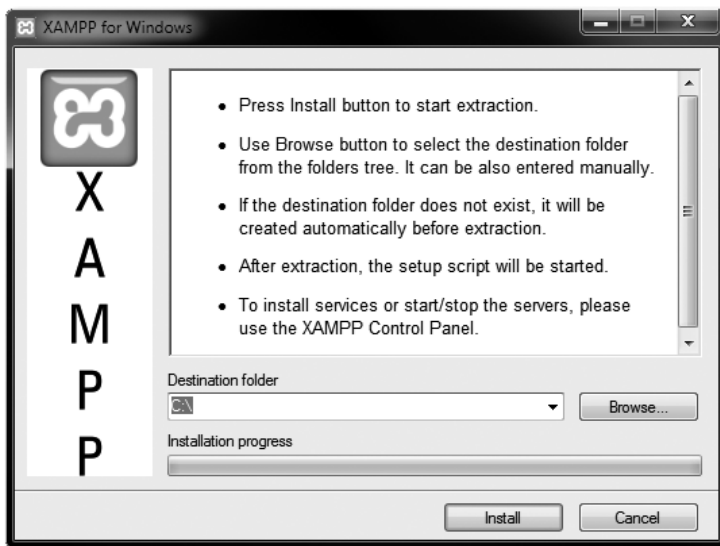 XAMPP for Windows
X
A
M
P
P
• Press Install button to start extraction.
• Use Browse button to select the destination folder
from the folders tree. It can be also entered manually.
• If the destination folder does not exist, it will be
created automatically before extraction.
• After extraction, the setup script will be started.
• To install services or start/stop the servers, please
use the XAMPP Control Panel.
Destination folder
C:\
Browse...
Installation progress
Install
Cancel